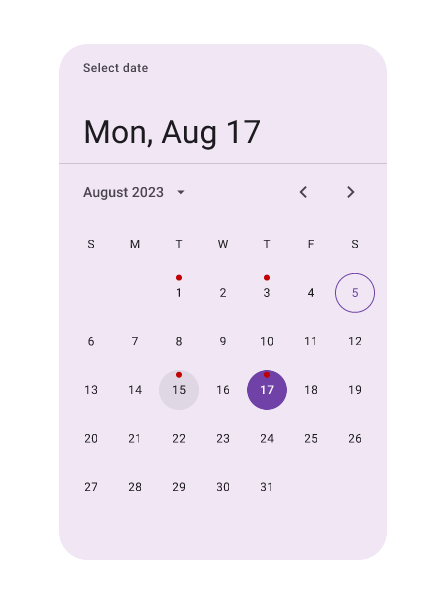 Select date
Mon, Aug 17
August 2023
S M T W T F S
1 2 3 4 5
6 7 8 9 10 11 12
13 14 15 16 17 18 19
20 21 22 23 24 25 26
27 28 29 30 31